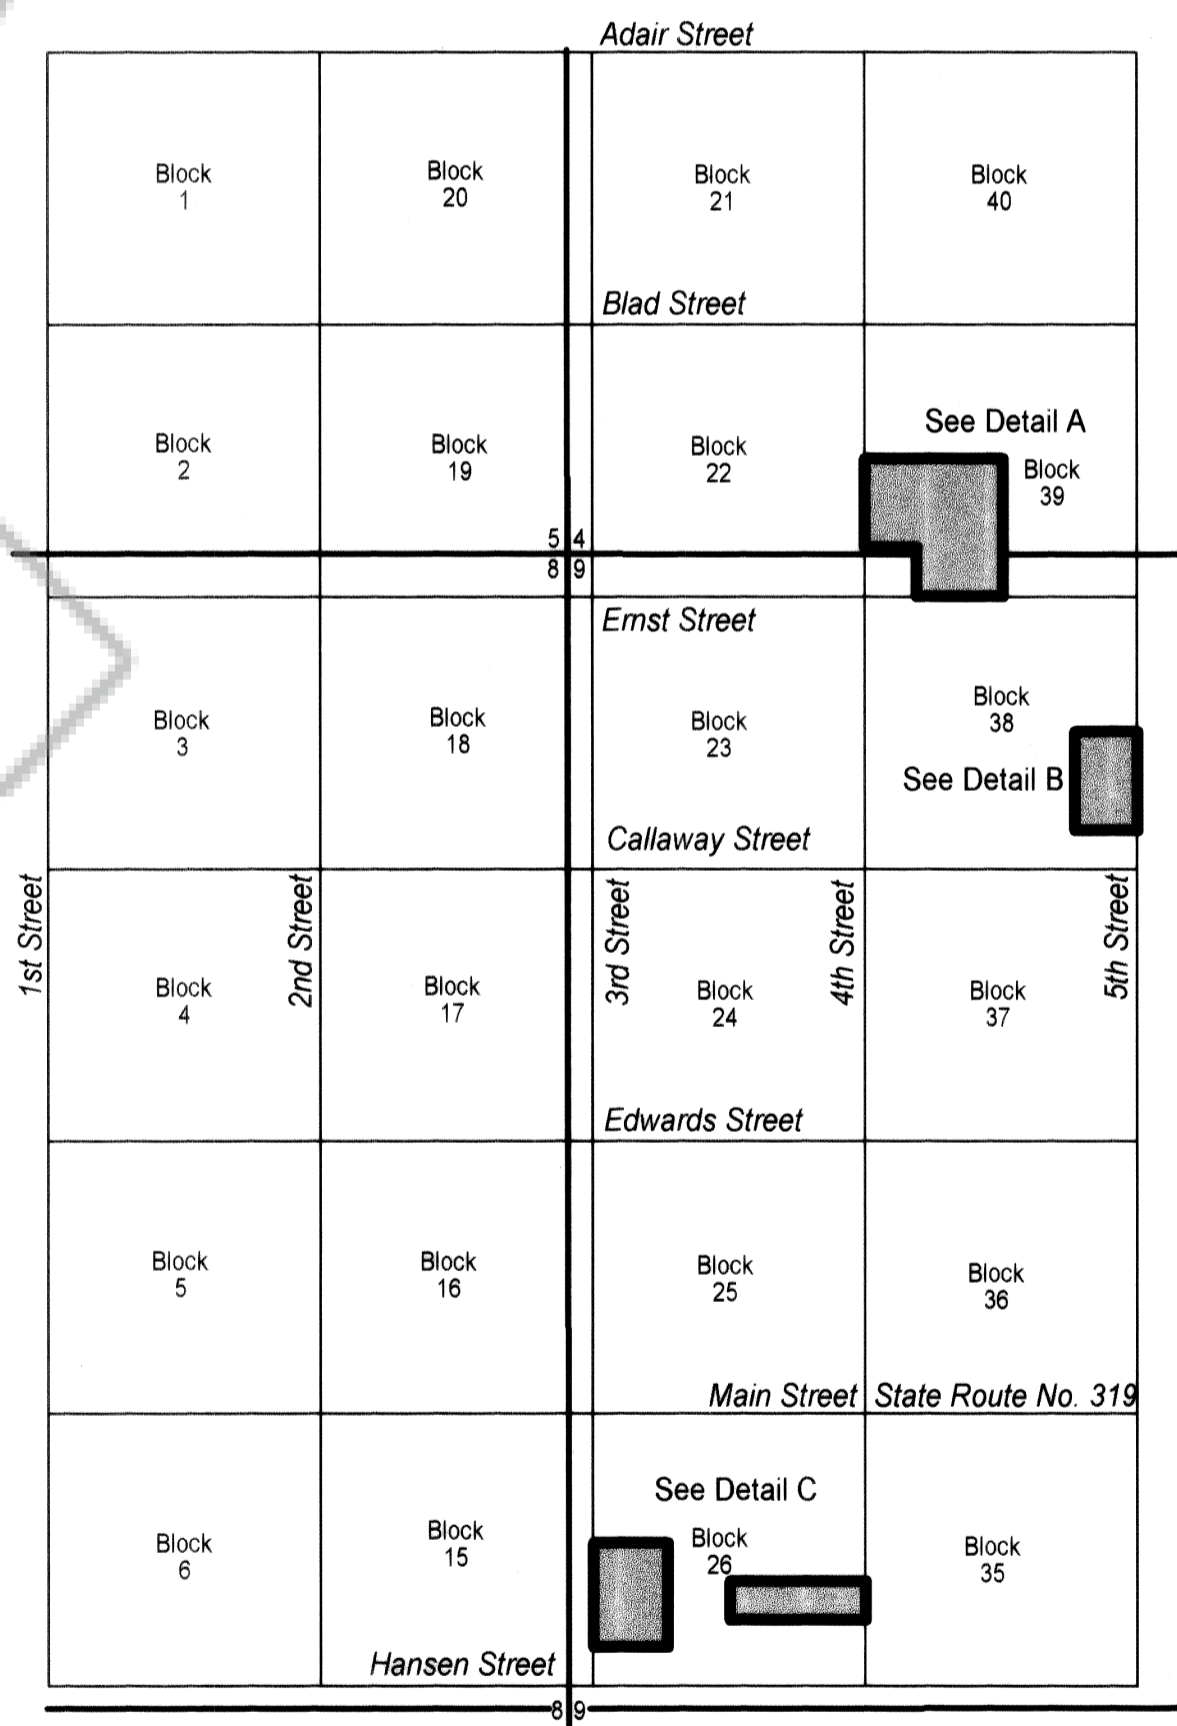 Adair Street
Block
1
Block
20
Block
21
Block
40
Blad Street
See Detail A
Block
2
Block
19
Block
22
Block
39
5 4
8 9
Ernst Street
Block
3
Block
18
Block
23
Block
38
See Detail B
Callaway Street
1st Street
2nd Street
3rd Street
4th Street
5th Street
Block
4
Block
17
Block
24
Block
37
Edwards Street
Block
5
Block
16
Block
25
Block
36
Main Street
State Route No. 319
See Detail C
Block
6
Block
15
Block
26
Block
35
Hansen Street
8 9